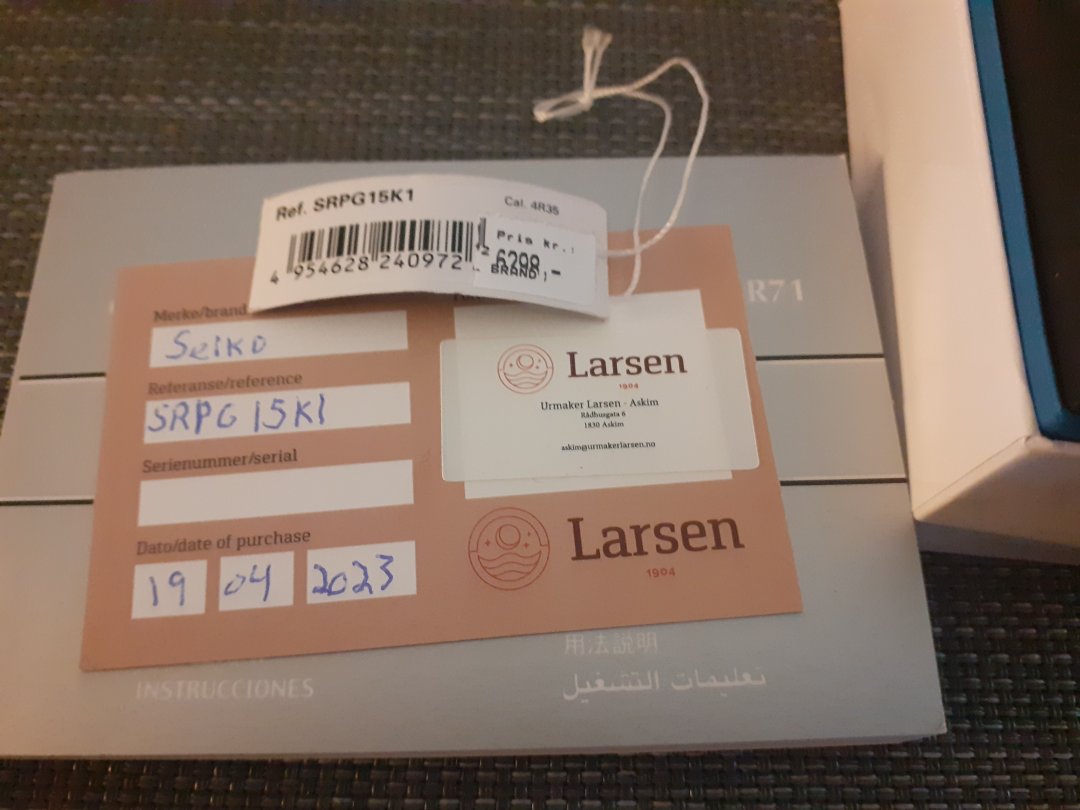 Ref. SRPG15K1
Cal. 4R35
4 954628 240972
Pris kr.:
6299,-
BRAND
R71
Merke/brand
Seiko
Referanse/reference
SRPG15K1
Serienummer/serial
Dato/date of purchase
19 04 2023
Larsen
1904
Urmaker Larsen - Askim
Rådhusgata 6
1830 Askim
askim@urmakerlarsen.no
Larsen
1904
用法説明
INSTRUCCIONES
تعليمات التشغيل